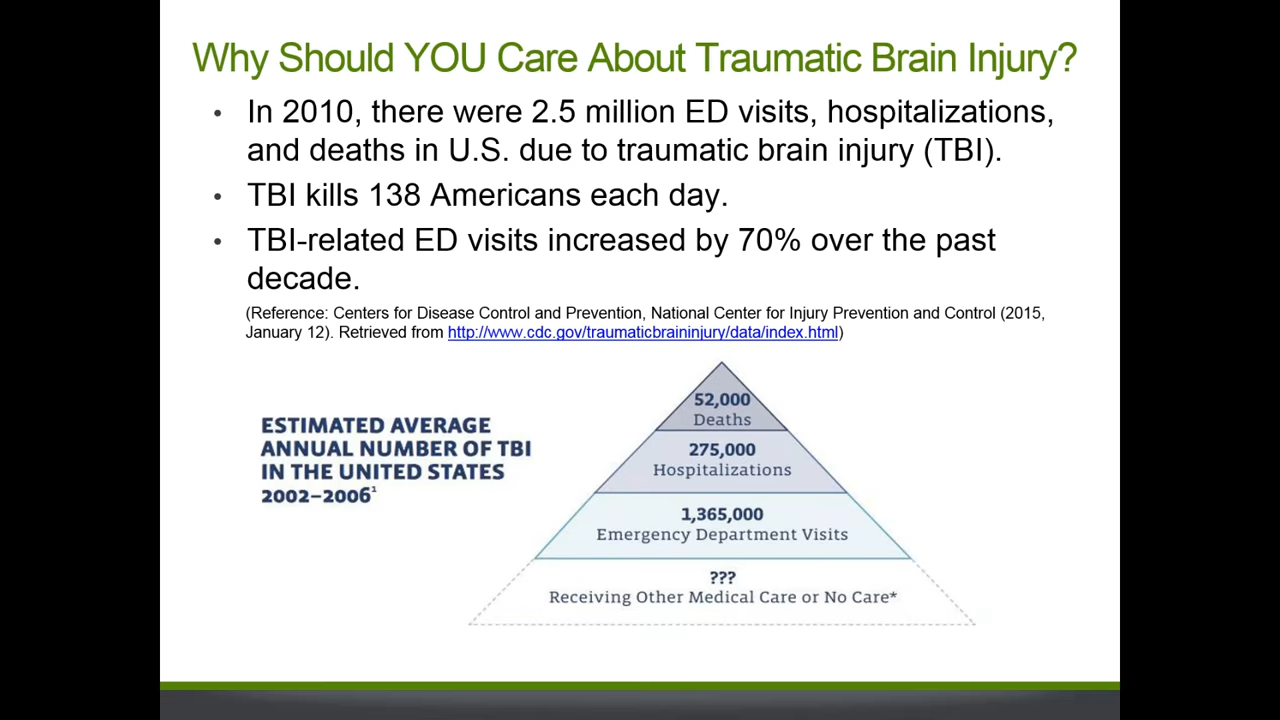 Why Should YOU Care About Traumatic Brain Injury?
• In 2010, there were 2.5 million ED visits, hospitalizations,
and deaths in U.S. due to traumatic brain injury (TBI).
• TBI kills 138 Americans each day.
• TBI-related ED visits increased by 70% over the past
decade.
(Reference: Centers for Disease Control and Prevention, National Center for Injury Prevention and Control (2015,
January 12). Retrieved from http://www.cdc.gov/traumaticbraininjury/data/index.html)
ESTIMATED AVERAGE
ANNUAL NUMBER OF TBI
IN THE UNITED STATES
2002–2006¹
52,000
Deaths
275,000
Hospitalizations
1,365,000
Emergency Department Visits
???
Receiving Other Medical Care or No Care*